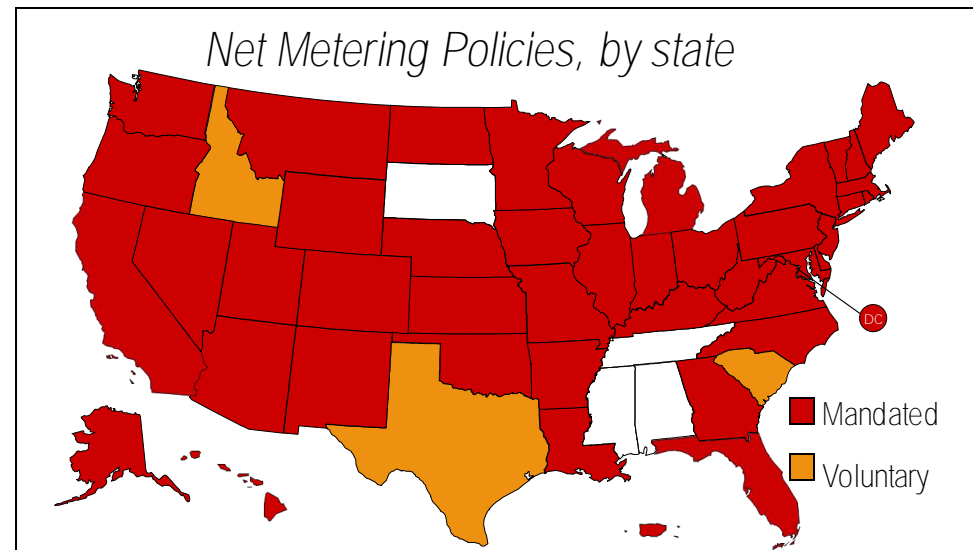 Net Metering Policies, by state
DC
Mandated
Voluntary